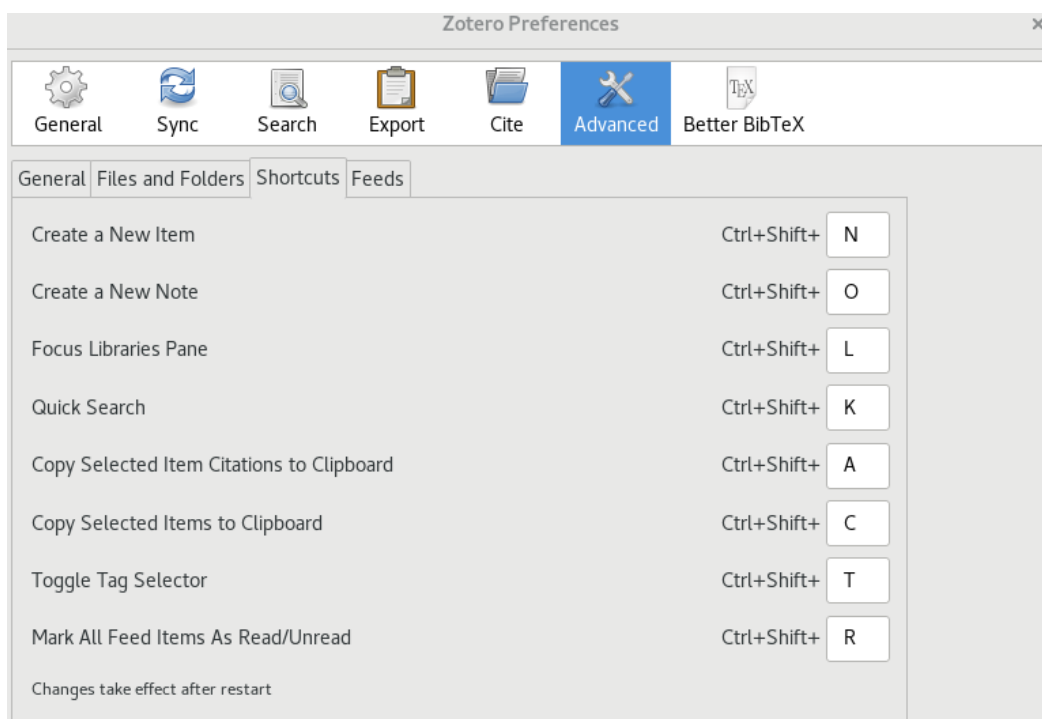 Zotero Preferences ×
General Sync Search Export Cite Advanced TEX Better BibTeX
General Files and Folders Shortcuts Feeds
Create a New Item Ctrl+Shift+ N
Create a New Note Ctrl+Shift+ O
Focus Libraries Pane Ctrl+Shift+ L
Quick Search Ctrl+Shift+ K
Copy Selected Item Citations to Clipboard Ctrl+Shift+ A
Copy Selected Items to Clipboard Ctrl+Shift+ C
Toggle Tag Selector Ctrl+Shift+ T
Mark All Feed Items As Read/Unread Ctrl+Shift+ R
Changes take effect after restart